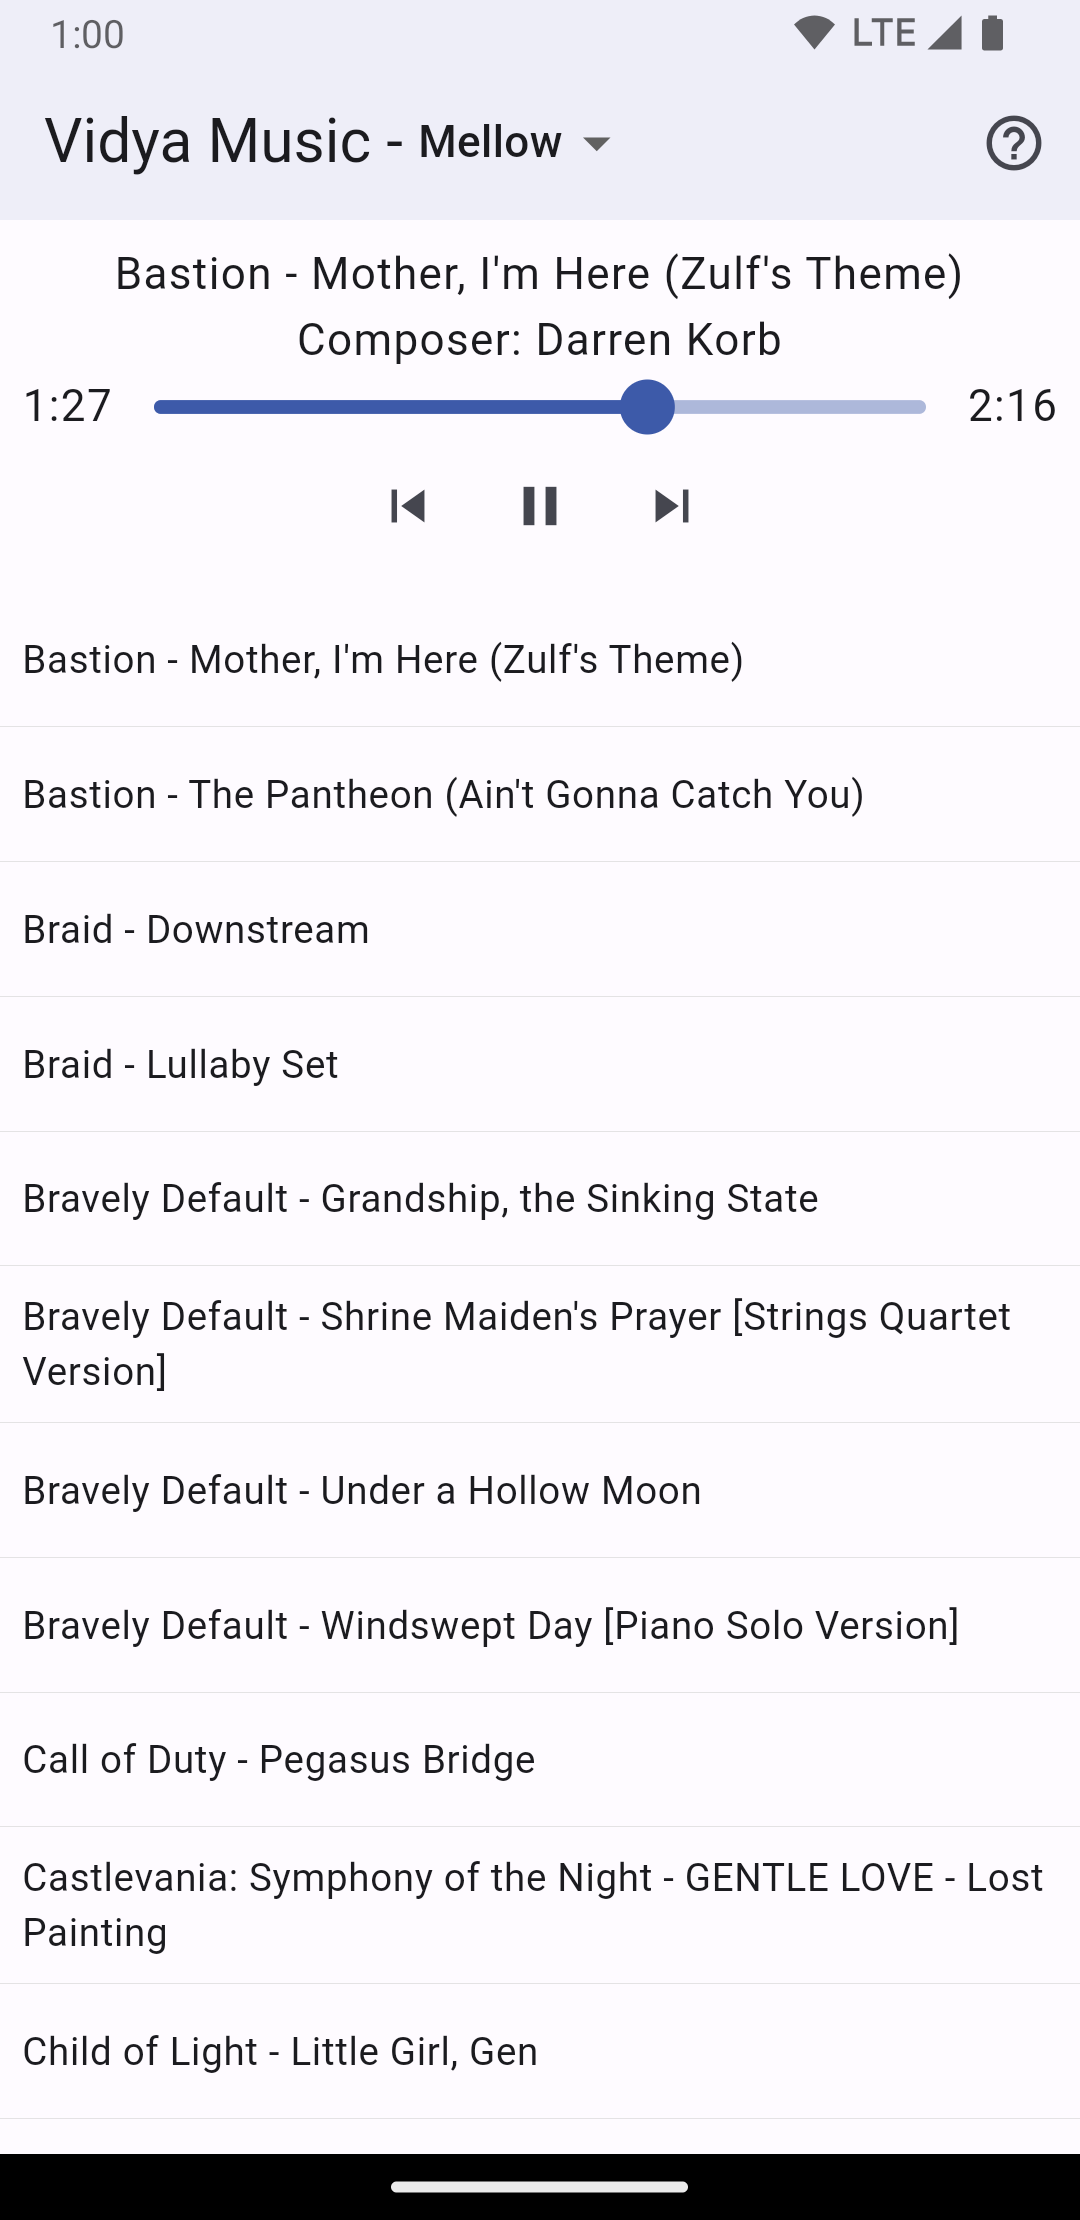 1:00
LTE
Vidya Music - Mellow
Bastion - Mother, I'm Here (Zulf's Theme)
Composer: Darren Korb
1:27
2:16
Bastion - Mother, I'm Here (Zulf's Theme)
Bastion - The Pantheon (Ain't Gonna Catch You)
Braid - Downstream
Braid - Lullaby Set
Bravely Default - Grandship, the Sinking State
Bravely Default - Shrine Maiden's Prayer [Strings Quartet
Version]
Bravely Default - Under a Hollow Moon
Bravely Default - Windswept Day [Piano Solo Version]
Call of Duty - Pegasus Bridge
Castlevania: Symphony of the Night - GENTLE LOVE - Lost
Painting
Child of Light - Little Girl, Gen